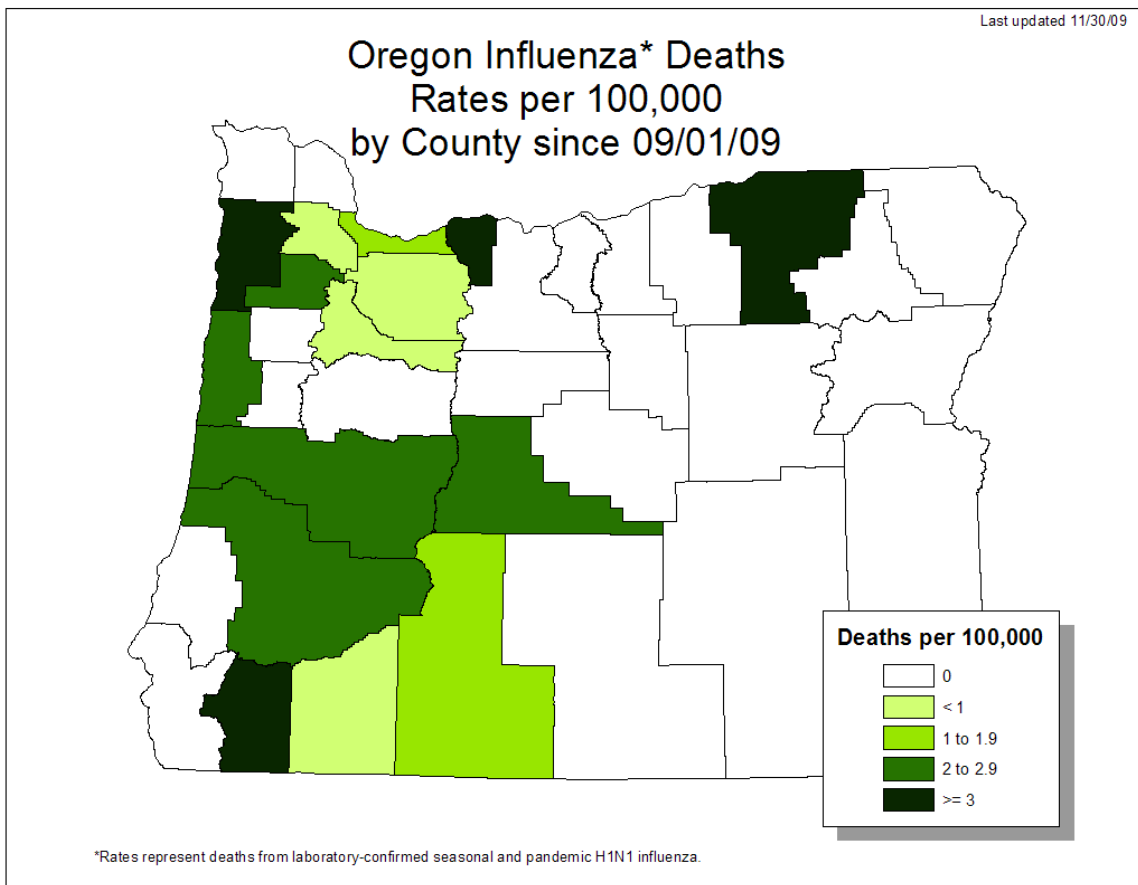 Last updated 11/30/09
Oregon Influenza* Deaths
Rates per 100,000
by County since 09/01/09
Deaths per 100,000
0
< 1
1 to 1.9
2 to 2.9
>= 3
*Rates represent deaths from laboratory-confirmed seasonal and pandemic H1N1 influenza.